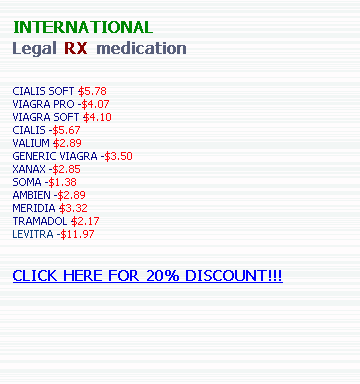 INTERNATIONAL
Legal RX medication
CIALIS SOFT $5.78
VIAGRA PRO -$4.07
VIAGRA SOFT $4.10
CIALIS -$5.67
VALIUM $2.89
GENERIC VIAGRA -$3.50
XANAX -$2.85
SOMA -$1.38
AMBIEN -$2.89
MERIDIA $3.32
TRAMADOL $2.17
LEVITRA -$11.97
CLICK HERE FOR 20% DISCOUNT!!!